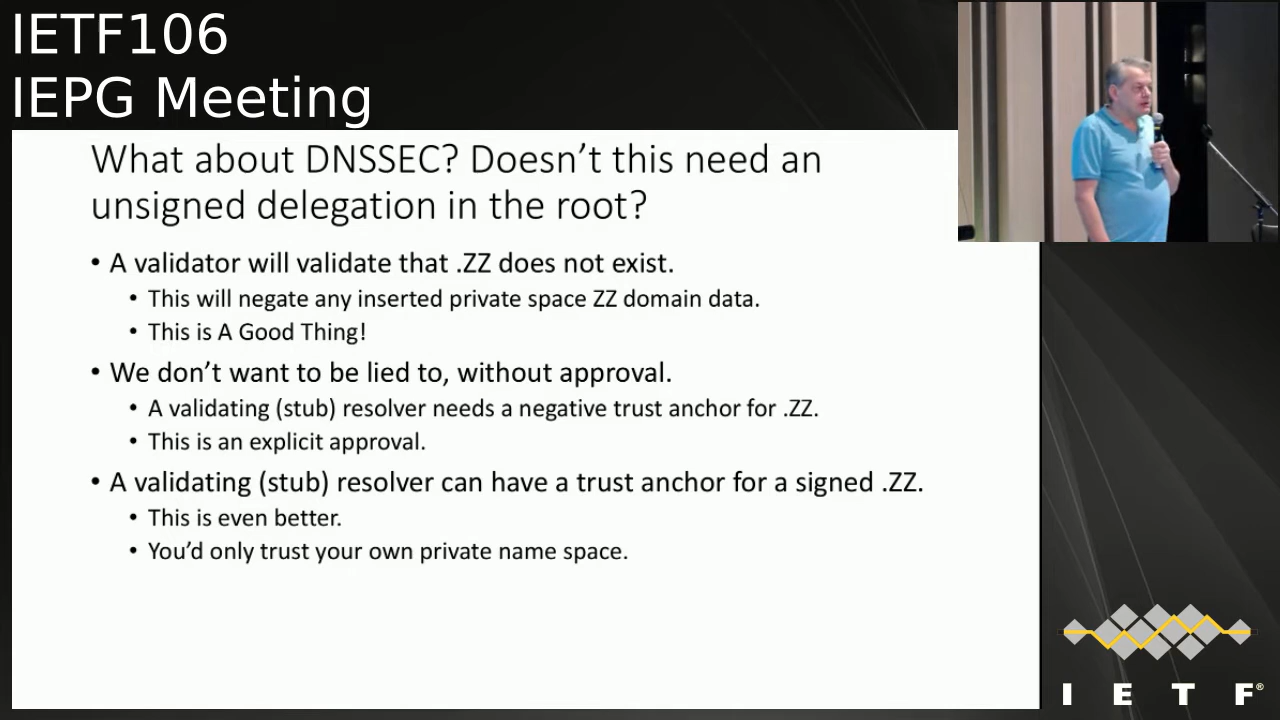 IETF106
IEPG Meeting
What about DNSSEC? Doesn’t this need an
unsigned delegation in the root?
• A validator will validate that .ZZ does not exist.
• This will negate any inserted private space ZZ domain data.
• This is A Good Thing!
• We don’t want to be lied to, without approval.
• A validating (stub) resolver needs a negative trust anchor for .ZZ.
• This is an explicit approval.
• A validating (stub) resolver can have a trust anchor for a signed .ZZ.
• This is even better.
• You’d only trust your own private name space.
I E T F®